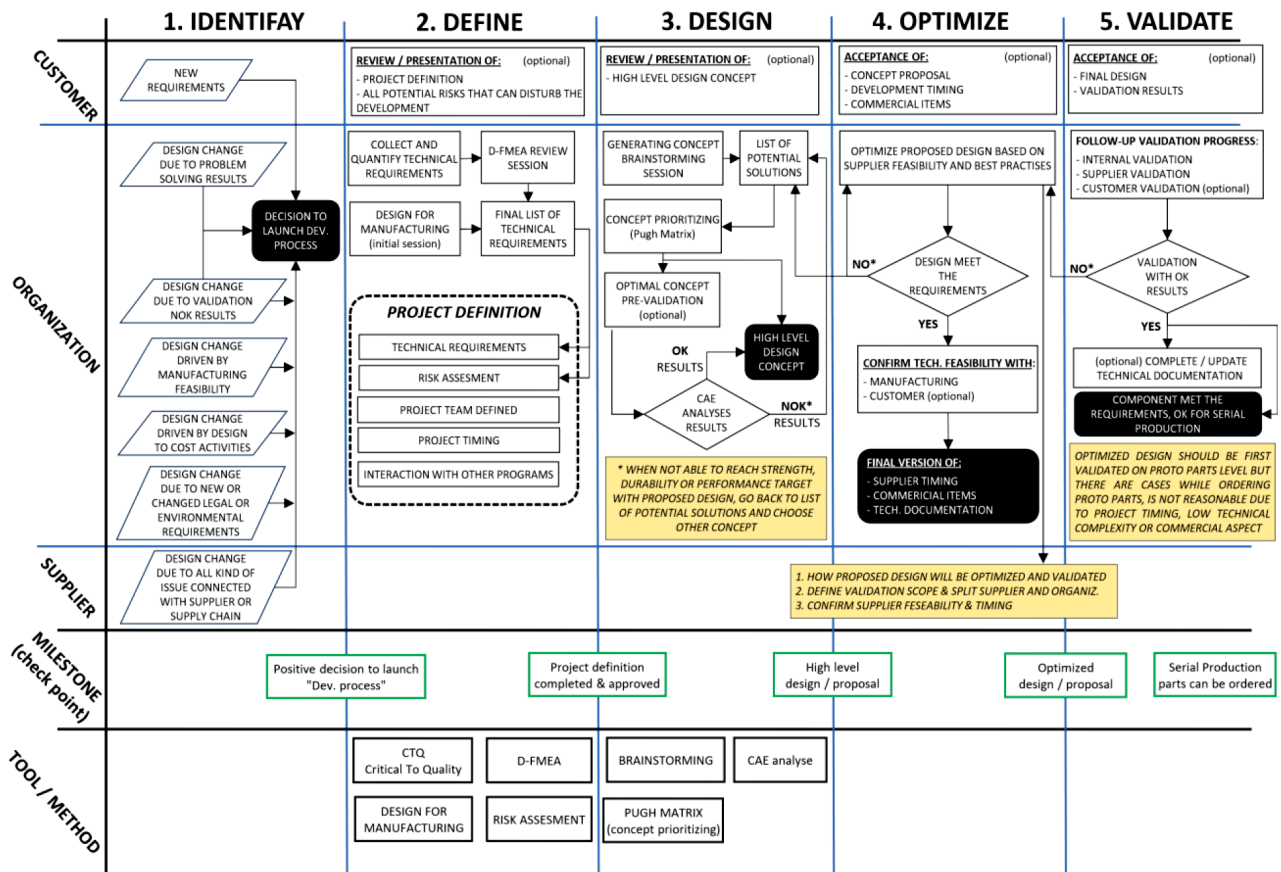 1. IDENTIFAY
2. DEFINE
3. DESIGN
4. OPTIMIZE
5. VALIDATE
CUSTOMER
NEW
REQUIREMENTS
REVIEW / PRESENTATION OF: (optional)
- PROJECT DEFINITION
- ALL POTENTIAL RISKS THAT CAN DISTURB THE
DEVELOPMENT
REVIEW / PRESENTATION OF: (optional)
- HIGH LEVEL DESIGN CONCEPT
ACCEPTANCE OF: (optional)
- CONCEPT PROPOSAL
- DEVELOPMENT TIMING
- COMMERCIAL ITEMS
ACCEPTANCE OF: (optional)
- FINAL DESIGN
- VALIDATION RESULTS
ORGANIZATION
DESIGN CHANGE
DUE TO PROBLEM
SOLVING RESULTS
DECISION TO
LAUNCH DEV.
PROCESS
DESIGN CHANGE
DUE TO VALIDATION
NOK RESULTS
DESIGN CHANGE
DRIVEN BY
MANUFACTURING
FEASIBILITY
DESIGN CHANGE
DRIVEN BY DESIGN
TO COST ACTIVITIES
DESIGN CHANGE
DUE TO NEW OR
CHANGED LEGAL OR
ENVIRONMENTAL
REQUIREMENTS
COLLECT AND
QUANTIFY TECHNICAL
REQUIREMENTS
D-FMEA REVIEW
SESSION
DESIGN FOR
MANUFACTURING
(initial session)
FINAL LIST OF
TECHNICAL
REQUIREMENTS
PROJECT DEFINITION
TECHNICAL REQUIREMENTS
RISK ASSESMENT
PROJECT TEAM DEFINED
PROJECT TIMING
INTERACTION WITH OTHER PROGRAMS
GENERATING CONCEPT
BRAINSTORMING
SESSION
LIST OF
POTENTIAL
SOLUTIONS
CONCEPT PRIORITIZING
(Pugh Matrix)
OPTIMAL CONCEPT
PRE-VALIDATION
(optional)
HIGH LEVEL
DESIGN
CONCEPT
OK
RESULTS
CAE
ANALYSES
RESULTS
NOK*
RESULTS
* WHEN NOT ABLE TO REACH STRENGTH,
DURABILITY OR PERFORMANCE TARGET
WITH PROPOSED DESIGN, GO BACK TO LIST
OF POTENTIAL SOLUTIONS AND CHOOSE
OTHER CONCEPT
OPTIMIZE PROPOSED DESIGN BASED ON
SUPPLIER FEASIBILITY AND BEST PRACTISES
NO*
DESIGN MEET
THE
REQUIREMENTS
YES
CONFIRM TECH. FEASIBILITY WITH:
- MANUFACTURING
- CUSTOMER (optional)
FINAL VERSION OF:
- SUPPLIER TIMING
- COMMERICIAL ITEMS
- TECH. DOCUMENTATION
FOLLOW-UP VALIDATION PROGRESS:
- INTERNAL VALIDATION
- SUPPLIER VALIDATION
- CUSTOMER VALIDATION (optional)
NO*
VALIDATION
WITH OK
RESULTS
YES
(optional) COMPLETE / UPDATE
TECHNICAL DOCUMENTATION
COMPONENT MET THE
REQUIREMENTS, OK FOR SERIAL
PRODUCTION
OPTIMIZED DESIGN SHOULD BE FIRST
VALIDATED ON PROTO PARTS LEVEL BUT
THERE ARE CASES WHILE ORDERING
PROTO PARTS, IS NOT REASONABLE DUE
TO PROJECT TIMING, LOW TECHNICAL
COMPLEXITY OR COMMERCIAL ASPECT
SUPPLIER
DESIGN CHANGE
DUE TO ALL KIND OF
ISSUE CONNECTED
WITH SUPPLIER OR
SUPPLY CHAIN
1. HOW PROPOSED DESIGN WILL BE OPTIMIZED AND VALIDATED
2. DEFINE VALIDATION SCOPE & SPLIT SUPPLIER AND ORGANIZ.
3. CONFIRM SUPPLIER FESEABILITY & TIMING
MILESTONE
(check point)
Positive decision to launch
"Dev. process"
Project definition
completed & approved
High level
design / proposal
Optimized
design / proposal
Serial Production
parts can be ordered
TOOL / METHOD
CTQ
Critical To Quality
D-FMEA
DESIGN FOR
MANUFACTURING
RISK ASSESMENT
BRAINSTORMING
CAE analyse
PUGH MATRIX
(concept prioritizing)